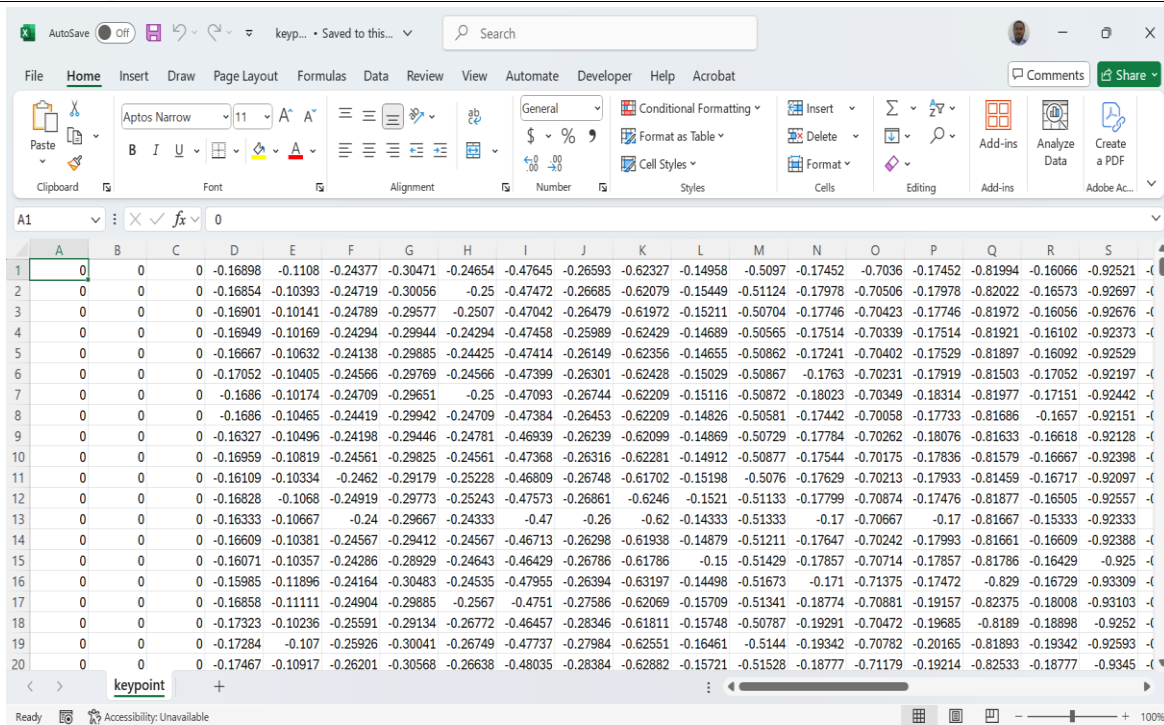 AutoSave Off keyp... • Saved to this... Search
File Home Insert Draw Page Layout Formulas Data Review View Automate Developer Help Acrobat Comments Share
Paste
Clipboard
Aptos Narrow 11 A^ A˅
B I U A
Font
ab
Alignment
General
$ % 9
.00 .00
Number
Conditional Formatting
Format as Table
Cell Styles
Styles
Insert
Delete
Format
Cells
Editing
Add-ins
Add-ins
Analyze Data
Create a PDF
Adobe Ac...
A1 fx 0
A B C D E F G H I J K L M N O P Q R S
1 0 0 0 -0.16898 -0.1108 -0.24377 -0.30471 -0.24654 -0.47645 -0.26593 -0.62327 -0.14958 -0.5097 -0.17452 -0.7036 -0.17452 -0.81994 -0.16066 -0.92521
2 0 0 0 -0.16854 -0.10393 -0.24719 -0.30056 -0.25 -0.47472 -0.26685 -0.62079 -0.15449 -0.51124 -0.17978 -0.70506 -0.17978 -0.82022 -0.16573 -0.92697
3 0 0 0 -0.16901 -0.10141 -0.24789 -0.29577 -0.2507 -0.47042 -0.26479 -0.61972 -0.15211 -0.50704 -0.17746 -0.70423 -0.17746 -0.81972 -0.16056 -0.92676
4 0 0 0 -0.16949 -0.10169 -0.24294 -0.29944 -0.24294 -0.47458 -0.25989 -0.62429 -0.14689 -0.50565 -0.17514 -0.70339 -0.17514 -0.81921 -0.16102 -0.92373
5 0 0 0 -0.16667 -0.10632 -0.24138 -0.29885 -0.24425 -0.47414 -0.26149 -0.62356 -0.14655 -0.50862 -0.17241 -0.70402 -0.17529 -0.81897 -0.16092 -0.92529
6 0 0 0 -0.17052 -0.10405 -0.24566 -0.29769 -0.24566 -0.47399 -0.26301 -0.62428 -0.15029 -0.50867 -0.1763 -0.70231 -0.17919 -0.81503 -0.17052 -0.92197
7 0 0 0 -0.1686 -0.10174 -0.24709 -0.29651 -0.25 -0.47093 -0.26744 -0.62209 -0.15116 -0.50872 -0.18023 -0.70349 -0.18314 -0.81977 -0.17151 -0.92442
8 0 0 0 -0.1686 -0.10465 -0.24419 -0.29942 -0.24709 -0.47384 -0.26453 -0.62209 -0.14826 -0.50581 -0.17442 -0.70058 -0.17733 -0.81686 -0.1657 -0.92151
9 0 0 0 -0.16327 -0.10496 -0.24198 -0.29446 -0.24781 -0.46939 -0.26239 -0.62099 -0.14869 -0.50729 -0.17784 -0.70262 -0.18076 -0.81633 -0.16618 -0.92128
10 0 0 0 -0.16959 -0.10819 -0.24561 -0.29825 -0.24561 -0.47368 -0.26316 -0.62281 -0.14912 -0.50877 -0.17544 -0.70175 -0.17836 -0.81579 -0.16667 -0.92398
11 0 0 0 -0.16109 -0.10334 -0.2462 -0.29179 -0.25228 -0.46809 -0.26748 -0.61702 -0.15198 -0.5076 -0.17629 -0.70213 -0.17933 -0.81459 -0.16717 -0.92097
12 0 0 0 -0.16828 -0.1068 -0.24919 -0.29773 -0.25243 -0.47573 -0.26861 -0.6246 -0.1521 -0.51133 -0.17799 -0.70874 -0.17476 -0.81877 -0.16505 -0.92557
13 0 0 0 -0.16333 -0.10667 -0.24 -0.29667 -0.24333 -0.47 -0.26 -0.62 -0.14333 -0.51333 -0.17 -0.70667 -0.17 -0.81667 -0.15333 -0.92333
14 0 0 0 -0.16609 -0.10381 -0.24567 -0.29412 -0.24567 -0.46713 -0.26298 -0.61938 -0.14879 -0.51211 -0.17647 -0.70242 -0.17993 -0.81661 -0.16609 -0.92388
15 0 0 0 -0.16071 -0.10357 -0.24286 -0.28929 -0.24643 -0.46429 -0.26786 -0.61786 -0.15 -0.51429 -0.17857 -0.70714 -0.17857 -0.81786 -0.16429 -0.925
16 0 0 0 -0.15985 -0.11896 -0.24164 -0.30483 -0.24535 -0.47955 -0.26394 -0.63197 -0.14498 -0.51673 -0.171 -0.71375 -0.17472 -0.829 -0.16729 -0.93309
17 0 0 0 -0.16858 -0.11111 -0.24904 -0.29885 -0.2567 -0.4751 -0.27586 -0.62069 -0.15709 -0.51341 -0.18774 -0.70881 -0.19157 -0.82375 -0.18008 -0.93103
18 0 0 0 -0.17323 -0.10236 -0.25591 -0.29134 -0.26772 -0.46457 -0.28346 -0.61811 -0.15748 -0.50787 -0.19291 -0.70472 -0.19685 -0.8189 -0.18898 -0.9252
19 0 0 0 -0.17284 -0.107 -0.25926 -0.30041 -0.26749 -0.47737 -0.27984 -0.62551 -0.16461 -0.5144 -0.19342 -0.70782 -0.20165 -0.81893 -0.19342 -0.92593
20 0 0 0 -0.17467 -0.10917 -0.26201 -0.30568 -0.26638 -0.48035 -0.28384 -0.62882 -0.15721 -0.51528 -0.18777 -0.71179 -0.19214 -0.82533 -0.18777 -0.9345
keypoint
Ready Accessibility: Unavailable 100%